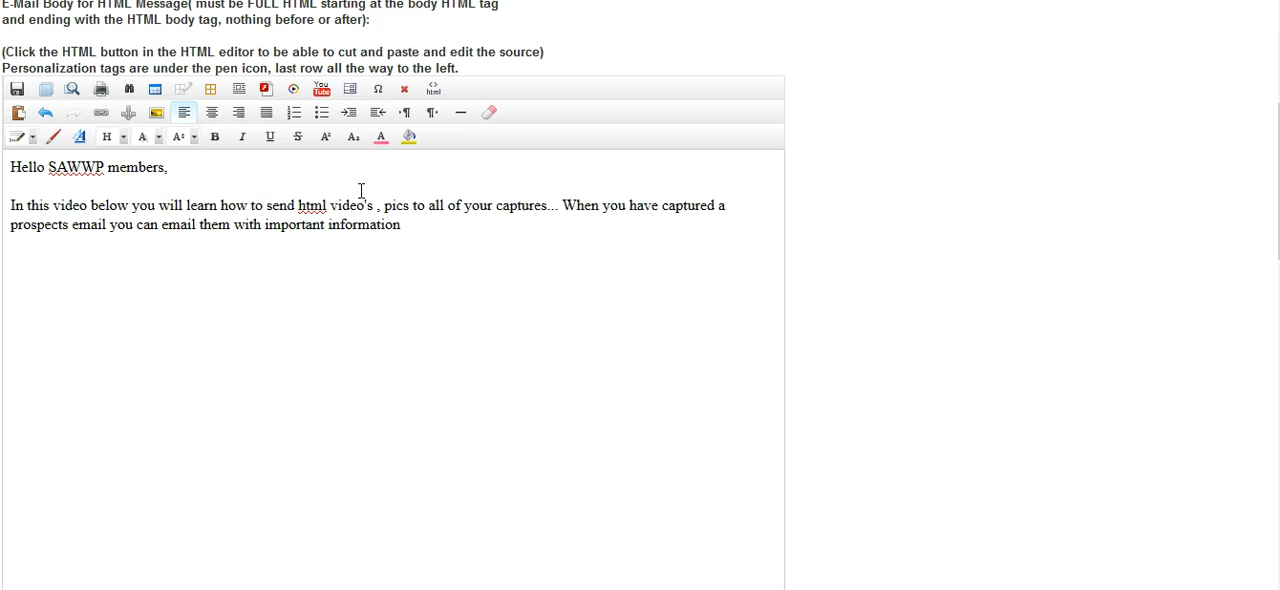 E-Mail Body for HTML Message( must be FULL HTML starting at the body HTML tag
and ending with the HTML body tag, nothing before or after):
(Click the HTML button in the HTML editor to be able to cut and paste and edit the source)
Personalization tags are under the pen icon, last row all the way to the left.
You Tube Ω html
H A A B I U S A² A₂ A
Hello SAWWP members,
In this video below you will learn how to send html video's , pics to all of your captures... When you have captured a
prospects email you can email them with important information